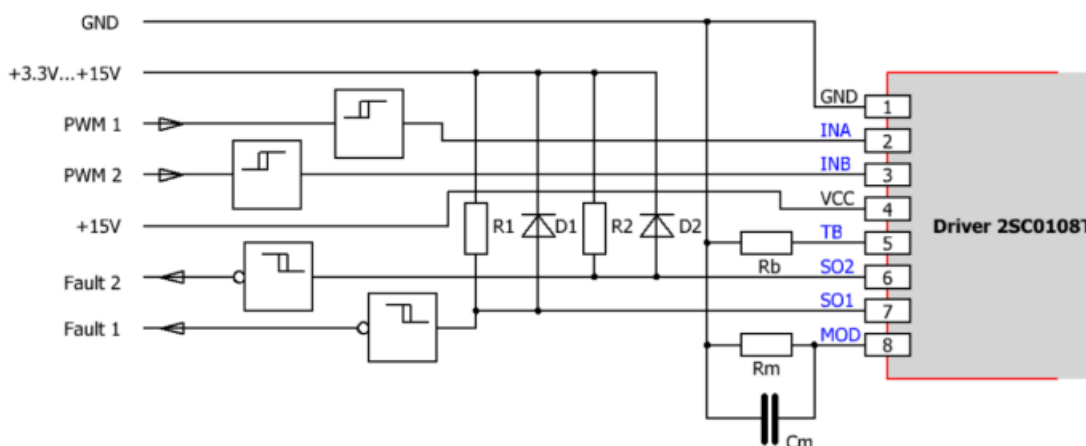 GND
+3.3V...+15V
GND
1
PWM 1
INA
2
PWM 2
INB
3
VCC
4
+15V
R1
D1
R2
D2
TB
5
Driver 2SC0108T
Rb
Fault 2
SO2
6
Fault 1
SO1
7
MOD
8
Rm
Cm